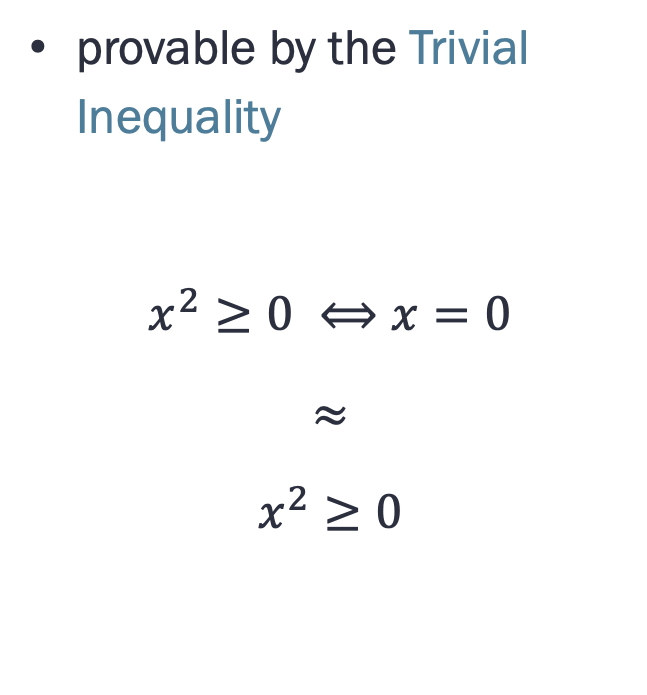 • provable by the Trivial
Inequality
x² ≥ 0 ⟺ x = 0
≈
x² ≥ 0